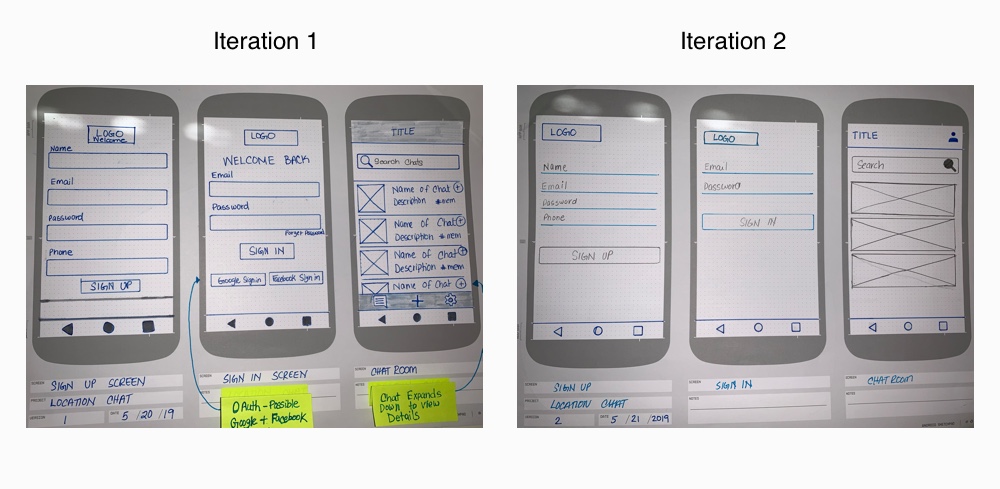 Iteration 1
LOGO
Welcome
Name
Email
Password
Phone
SIGN UP
SCREEN
SIGN UP SCREEN
PROJECT
LOCATION CHAT
VERSION
1
DATE
5 / 20 / 19
LOGO
WELCOME BACK
Email
Password
Forgot Password
SIGN IN
Google Sign in
Facebook Sign in
SCREEN
SIGN IN SCREEN
NOTES
OAuth - Possible
Google + Facebook
TITLE
Search Chats
Name of Chat +
Description # mem
Name of Chat +
Description # mem
Name of Chat +
Description # mem
Name of Chat +
SCREEN
CHAT ROOM
NOTES
Chat Expands
Down to view
Details
Iteration 2
LOGO
Name
Email
Password
Phone
SIGN UP
SCREEN
SIGN UP
PROJECT
LOCATION CHAT
VERSION
2
DATE
5 / 21 / 2019
LOGO
Email
Password
SIGN IN
SCREEN
SIGN IN
NOTES
TITLE
Search
SCREEN
CHAT ROOM
NOTES